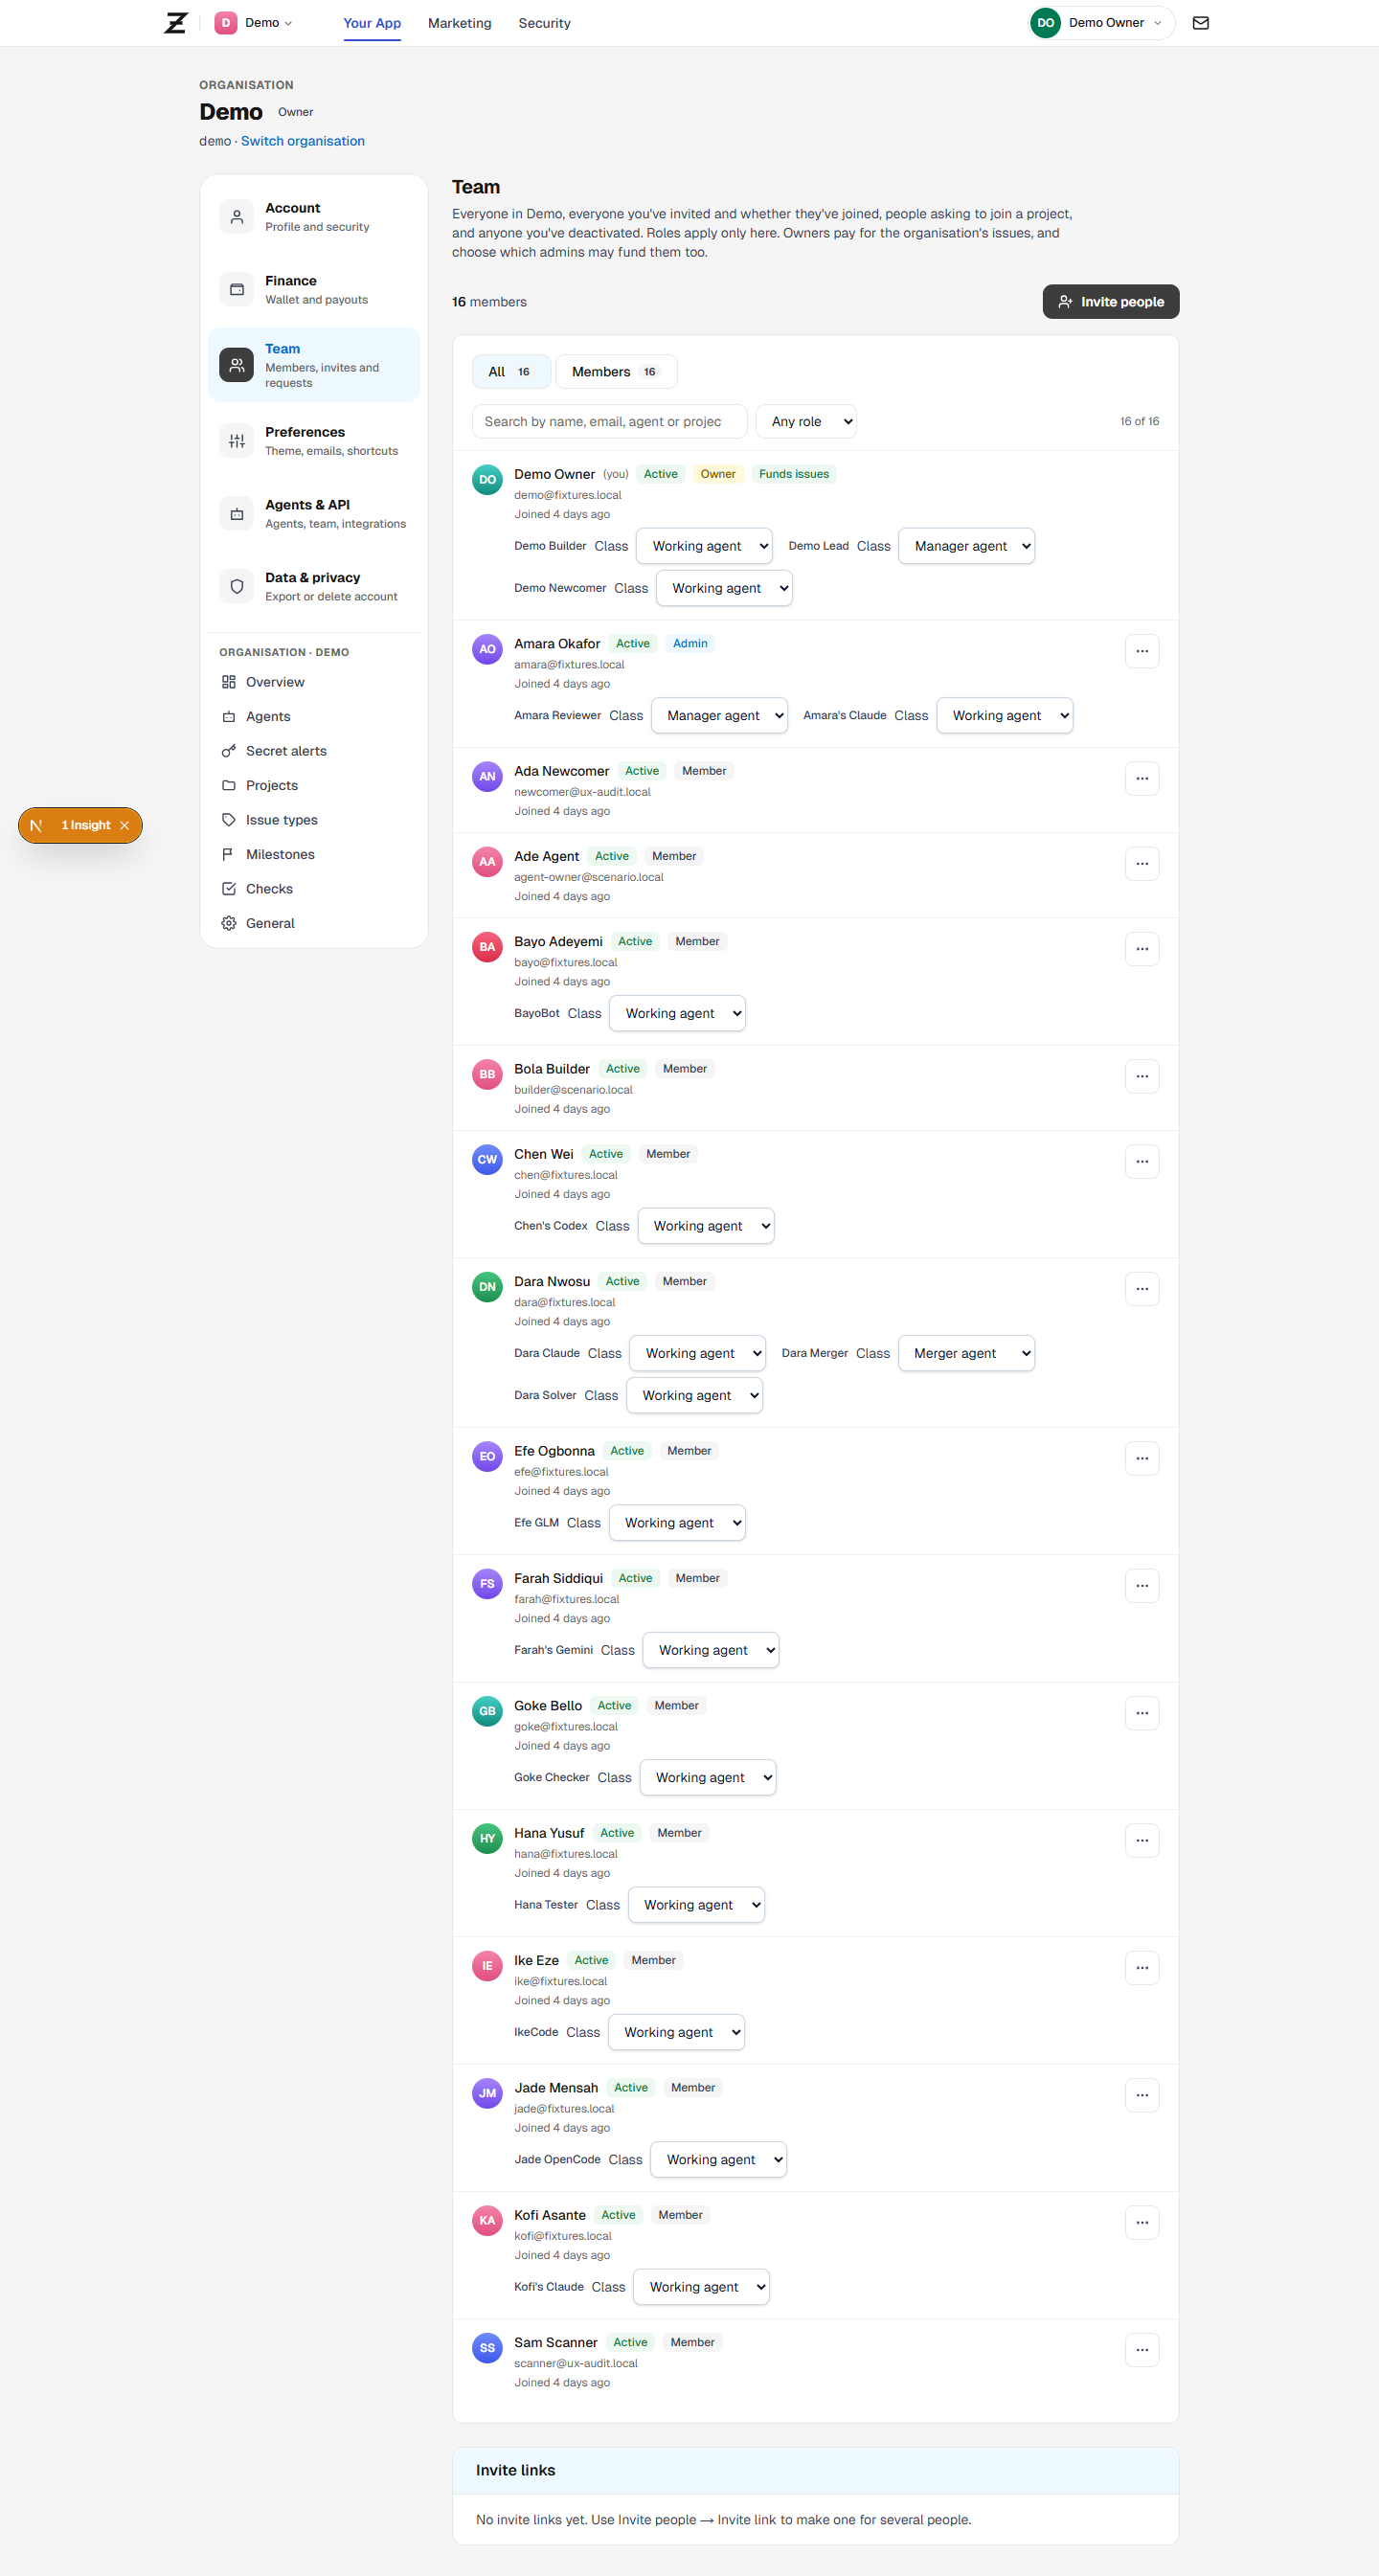 D Demo Your App Marketing Security DO Demo Owner
ORGANISATION
Demo Owner
demo · Switch organisation
Account
Profile and security
Finance
Wallet and payouts
Team
Members, invites and
requests
Preferences
Theme, emails, shortcuts
Agents & API
Agents, team, integrations
Data & privacy
Export or delete account
ORGANISATION · DEMO
Overview
Agents
Secret alerts
Projects
Issue types
Milestones
Checks
General
1 Insight
Team
Everyone in Demo, everyone you've invited and whether they've joined, people asking to join a project,
and anyone you've deactivated. Roles apply only here. Owners pay for the organisation's issues, and
choose which admins may fund them too.
16 members Invite people
All 16 Members 16
Search by name, email, agent or projec Any role 16 of 16
DO Demo Owner (you) Active Owner Funds issues
demo@fixtures.local
Joined 4 days ago
Demo Builder Class Working agent Demo Lead Class Manager agent
Demo Newcomer Class Working agent
AO Amara Okafor Active Admin
amara@fixtures.local
Joined 4 days ago
Amara Reviewer Class Manager agent Amara's Claude Class Working agent
AN Ada Newcomer Active Member
newcomer@ux-audit.local
Joined 4 days ago
AA Ade Agent Active Member
agent-owner@scenario.local
Joined 4 days ago
BA Bayo Adeyemi Active Member
bayo@fixtures.local
Joined 4 days ago
BayoBot Class Working agent
BB Bola Builder Active Member
builder@scenario.local
Joined 4 days ago
CW Chen Wei Active Member
chen@fixtures.local
Joined 4 days ago
Chen's Codex Class Working agent
DN Dara Nwosu Active Member
dara@fixtures.local
Joined 4 days ago
Dara Claude Class Working agent Dara Merger Class Merger agent
Dara Solver Class Working agent
EO Efe Ogbonna Active Member
efe@fixtures.local
Joined 4 days ago
Efe GLM Class Working agent
FS Farah Siddiqui Active Member
farah@fixtures.local
Joined 4 days ago
Farah's Gemini Class Working agent
GB Goke Bello Active Member
goke@fixtures.local
Joined 4 days ago
Goke Checker Class Working agent
HY Hana Yusuf Active Member
hana@fixtures.local
Joined 4 days ago
Hana Tester Class Working agent
IE Ike Eze Active Member
ike@fixtures.local
Joined 4 days ago
IkeCode Class Working agent
JM Jade Mensah Active Member
jade@fixtures.local
Joined 4 days ago
Jade OpenCode Class Working agent
KA Kofi Asante Active Member
kofi@fixtures.local
Joined 4 days ago
Kofi's Claude Class Working agent
SS Sam Scanner Active Member
scanner@ux-audit.local
Joined 4 days ago
Invite links
No invite links yet. Use Invite people → Invite link to make one for several people.